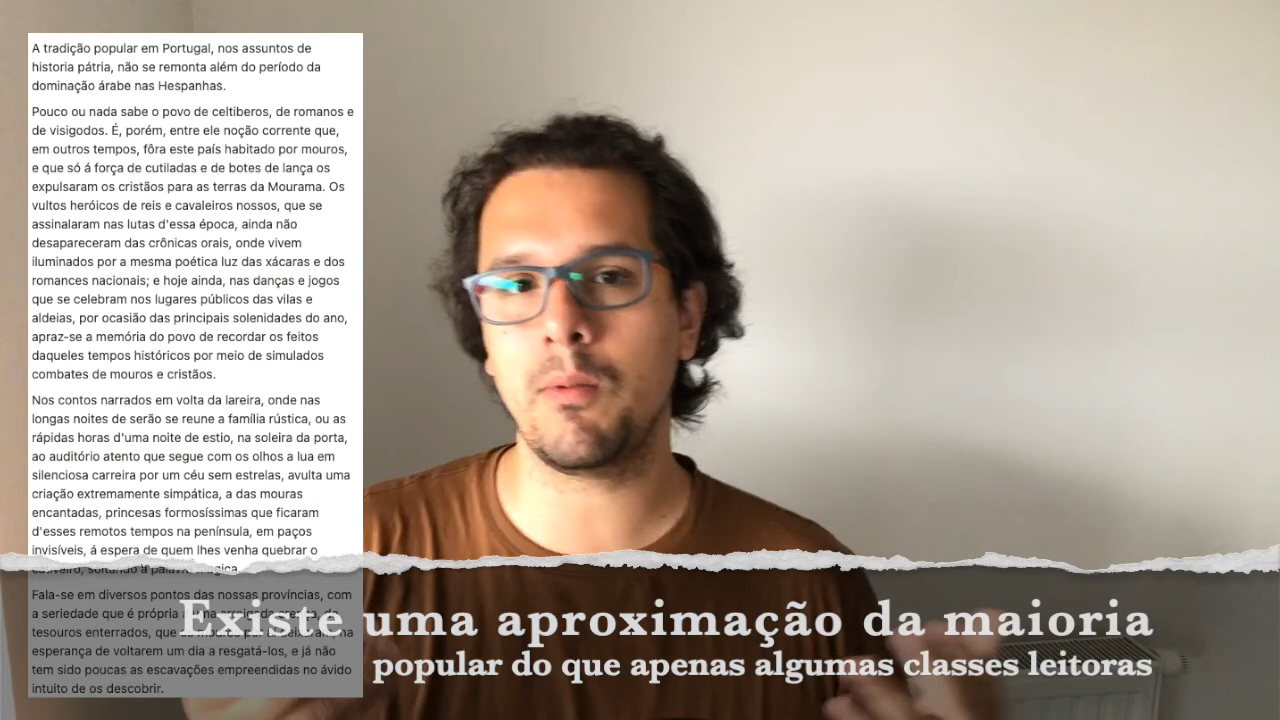 A tradição popular em Portugal, nos assuntos de
historia pátria, não se remonta além do período da
dominação árabe nas Hespanhas.
Pouco ou nada sabe o povo de celtiberos, de romanos e
de visigodos. É, porém, entre ele noção corrente que,
em outros tempos, fôra este país habitado por mouros,
e que só á força de cutiladas e de botes de lança os
expulsaram os cristãos para as terras da Mourama. Os
vultos heróicos de reis e cavaleiros nossos, que se
assinalaram nas lutas d'essa época, ainda não
desapareceram das crônicas orais, onde vivem
iluminados por a mesma poética luz das xácaras e dos
romances nacionais; e hoje ainda, nas danças e jogos
que se celebram nos lugares públicos das vilas e
aldeias, por ocasião das principais solenidades do ano,
apraz-se a memória do povo de recordar os feitos
daqueles tempos históricos por meio de simulados
combates de mouros e cristãos.
Nos contos narrados em volta da lareira, onde nas
longas noites de serão se reune a família rústica, ou as
rápidas horas d'uma noite de estio, na soleira da porta,
ao auditório atento que segue com os olhos a lua em
silenciosa carreira por um céu sem estrelas, avulta uma
criação extremamente simpática, a das mouras
encantadas, princesas formosíssimas que ficaram
d'esses remotos tempos na península, em paços
invisíveis, á espera de quem lhes venha quebrar o
Fala-se em diversos pontos das nossas províncias, com
a seriedade que é própria
tesouros enterrados, que
esperança de voltarem um dia a resgatá-los, e já não
tem sido poucas as escavações empreendidas no ávido
intuito de os descobrir.
Existe uma aproximação da maioria
popular do que apenas algumas classes leitoras